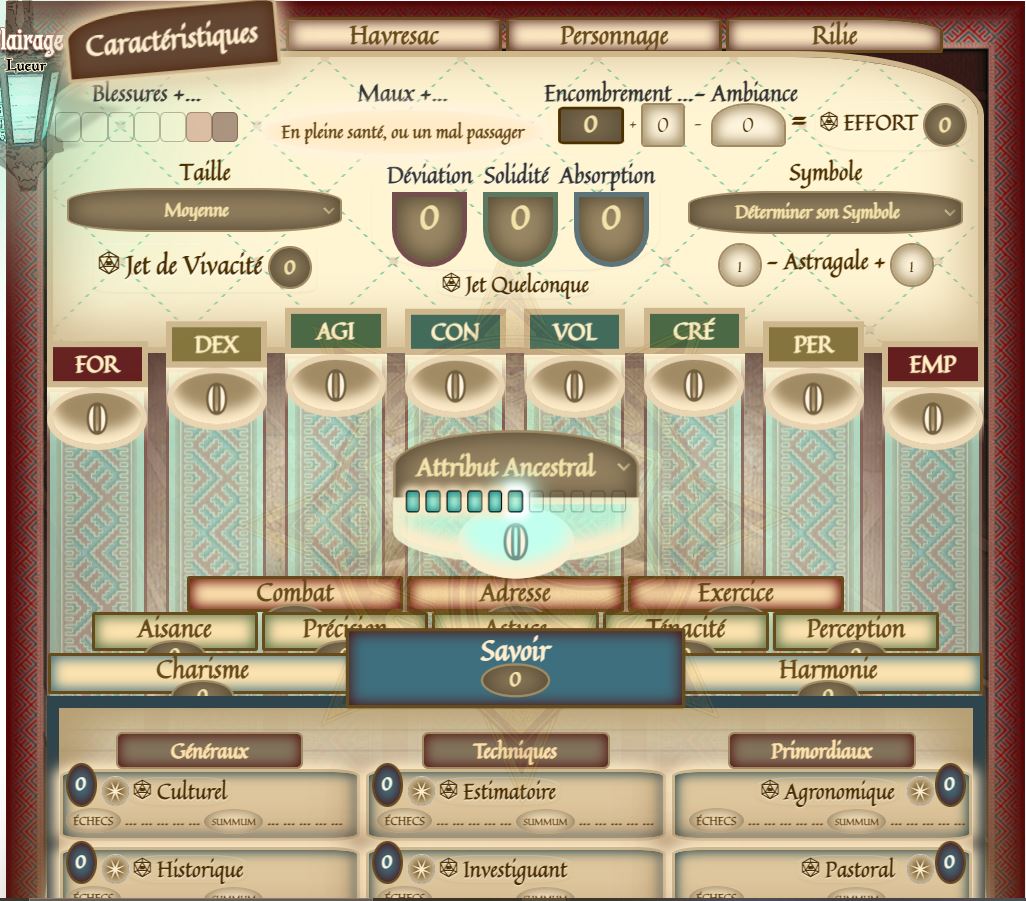 Caractéristiques Havresac Personnage Rilie
lairage
Lueur
Blessures +... Maux +... Encombrement ...- Ambiance
En pleine santé, ou un mal passager 0 + 0 - 0 = EFFORT 0
Taille Déviation Solidité Absorption Symbole
Moyenne 0 0 0 Déterminer son Symbole
Jet de Vivacité 0 1 - Astragale + 1
Jet Quelconque
FOR DEX AGI CON VOL CRÉ PER EMP
0 0 0 0 0 0 0 0
Attribut Ancestral
0
Combat Adresse Exercice
Aisance Précision Astuce Ténacité Perception
Charisme Savoir Harmonie
0 0 0
Généraux Techniques Primordiaux
0 Culturel 0 Estimatoire Agronomique 0
ÉCHECS ... ... ... ... SUMMUM ... ... ... ... ÉCHECS ... ... ... ... SUMMUM ... ... ... ... ÉCHECS ... ... ... ... SUMMUM ... ... ... ...
0 Historique 0 Investiguant Pastoral 0